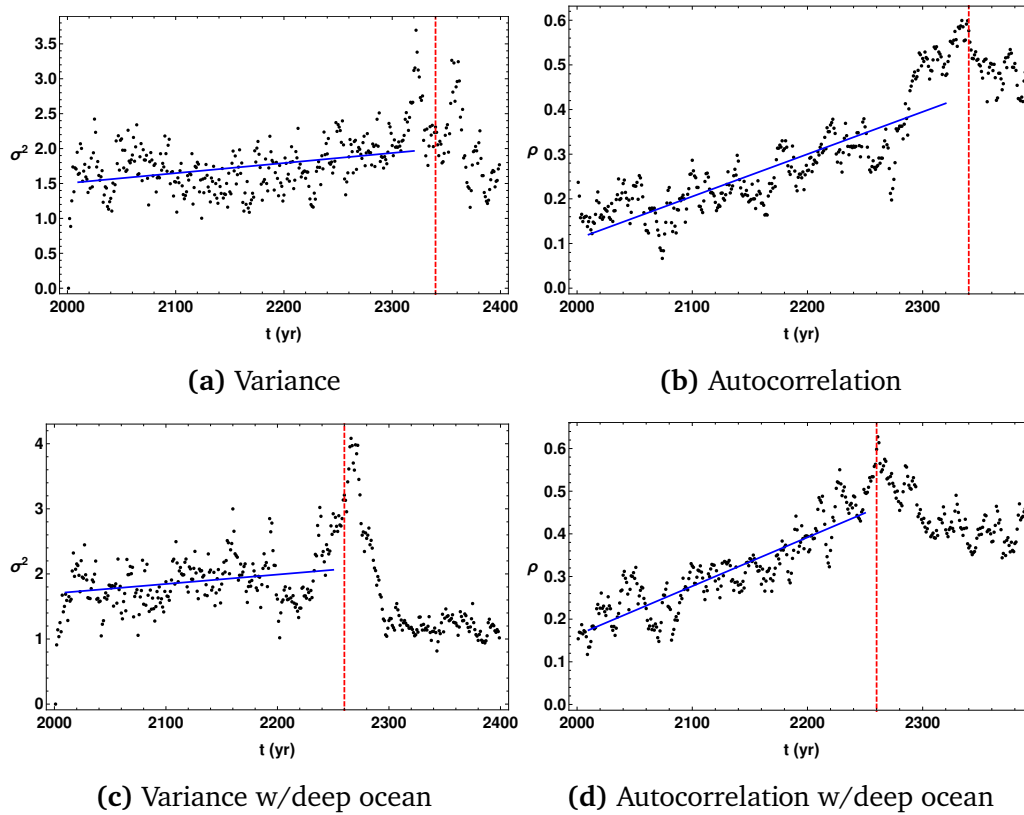 3.5
3.0
2.5
σ² 2.0
1.5
1.0
0.5
0.0
2000 2100 2200 2300 2400
t (yr)
(a) Variance
0.6
0.5
0.4
ρ 0.3
0.2
0.1
0.0
2000 2100 2200 2300
t (yr)
(b) Autocorrelation
4
3
σ² 2
1
0
2000 2100 2200 2300 2400
t (yr)
(c) Variance w/deep ocean
0.6
0.5
0.4
ρ 0.3
0.2
0.1
0.0
2000 2100 2200 2300
t (yr)
(d) Autocorrelation w/deep ocean